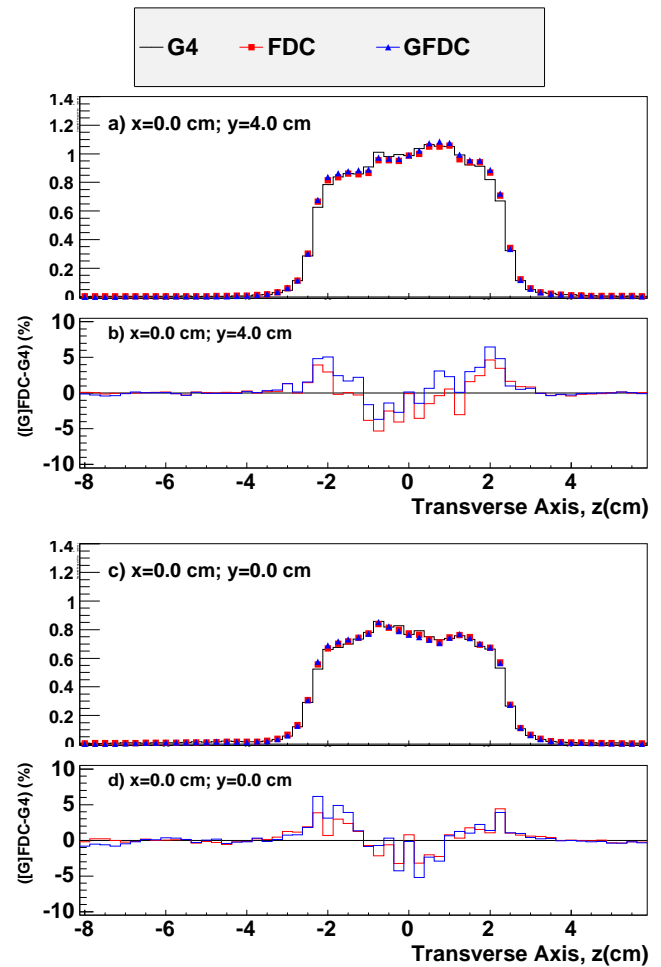 G4 FDC GFDC
1.4
a) x=0.0 cm; y=4.0 cm
1.2
1
0.8
0.6
0.4
0.2
0
10
b) x=0.0 cm; y=4.0 cm
5
0
-5
-10
([G]FDC-G4) (%)
-8 -6 -4 -2 0 2 4
Transverse Axis, z(cm)
1.4
c) x=0.0 cm; y=0.0 cm
1.2
1
0.8
0.6
0.4
0.2
0
10
d) x=0.0 cm; y=0.0 cm
5
0
-5
-10
([G]FDC-G4) (%)
-8 -6 -4 -2 0 2 4
Transverse Axis, z(cm)